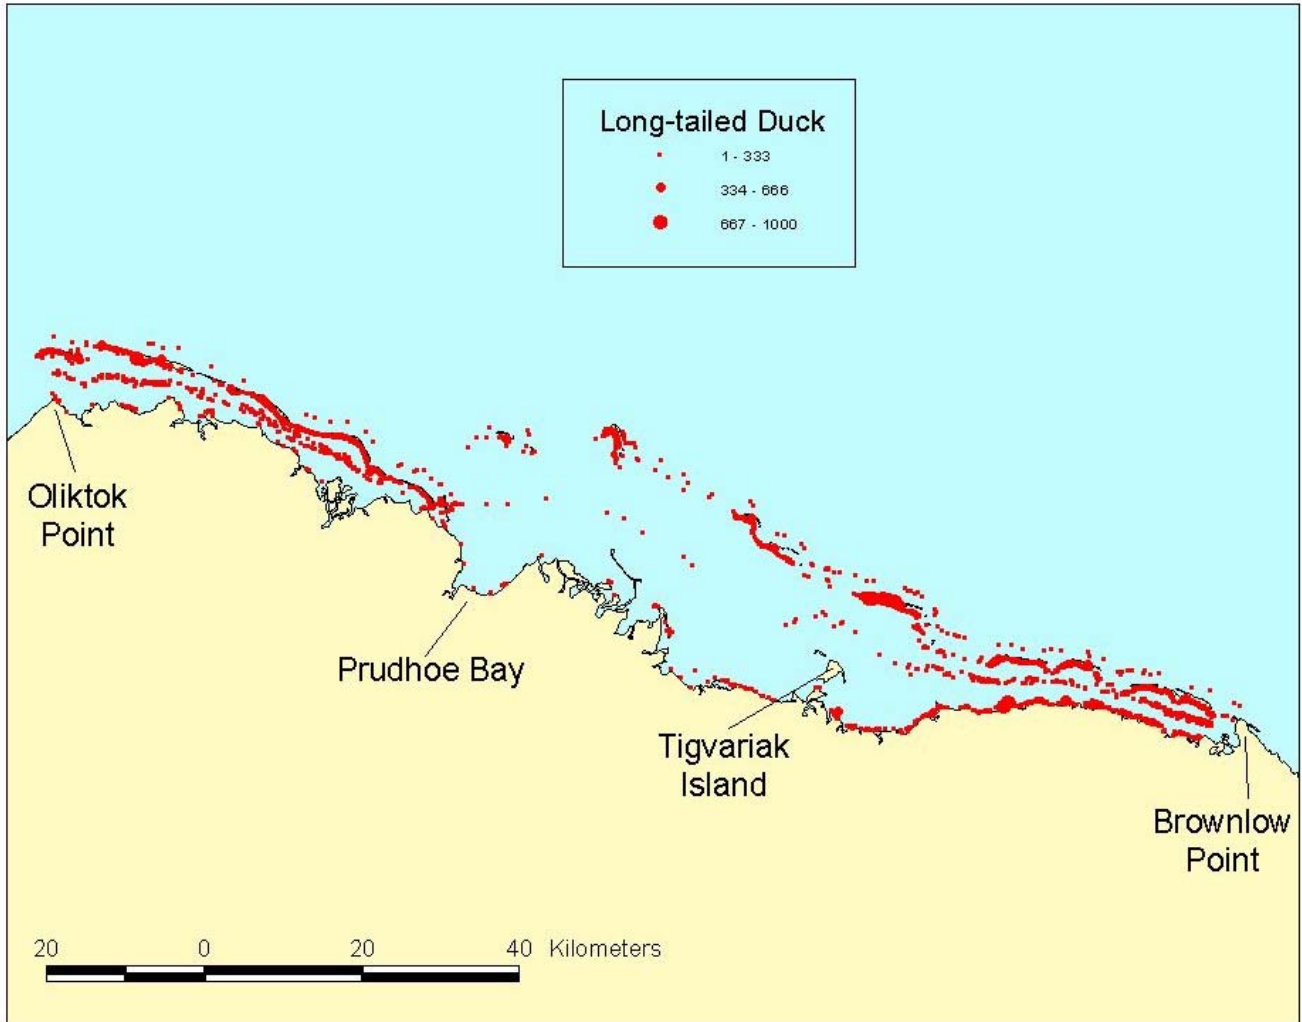 Long-tailed Duck
1 - 333
334 - 666
667 - 1000
Oliktok
Point
Prudhoe Bay
Tigvariak
Island
Brownlow
Point
20 0 20 40 Kilometers